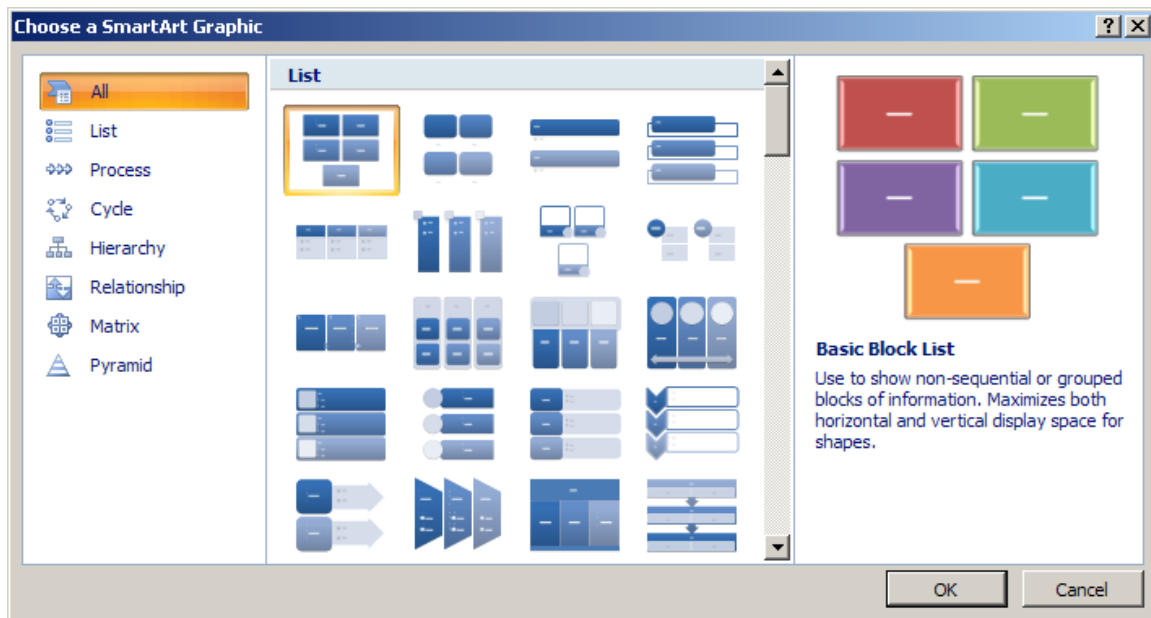 Choose a SmartArt Graphic
All
List
Process
Cycle
Hierarchy
Relationship
Matrix
Pyramid
List
Basic Block List
Use to show non-sequential or grouped
blocks of information. Maximizes both
horizontal and vertical display space for
shapes.
OK
Cancel